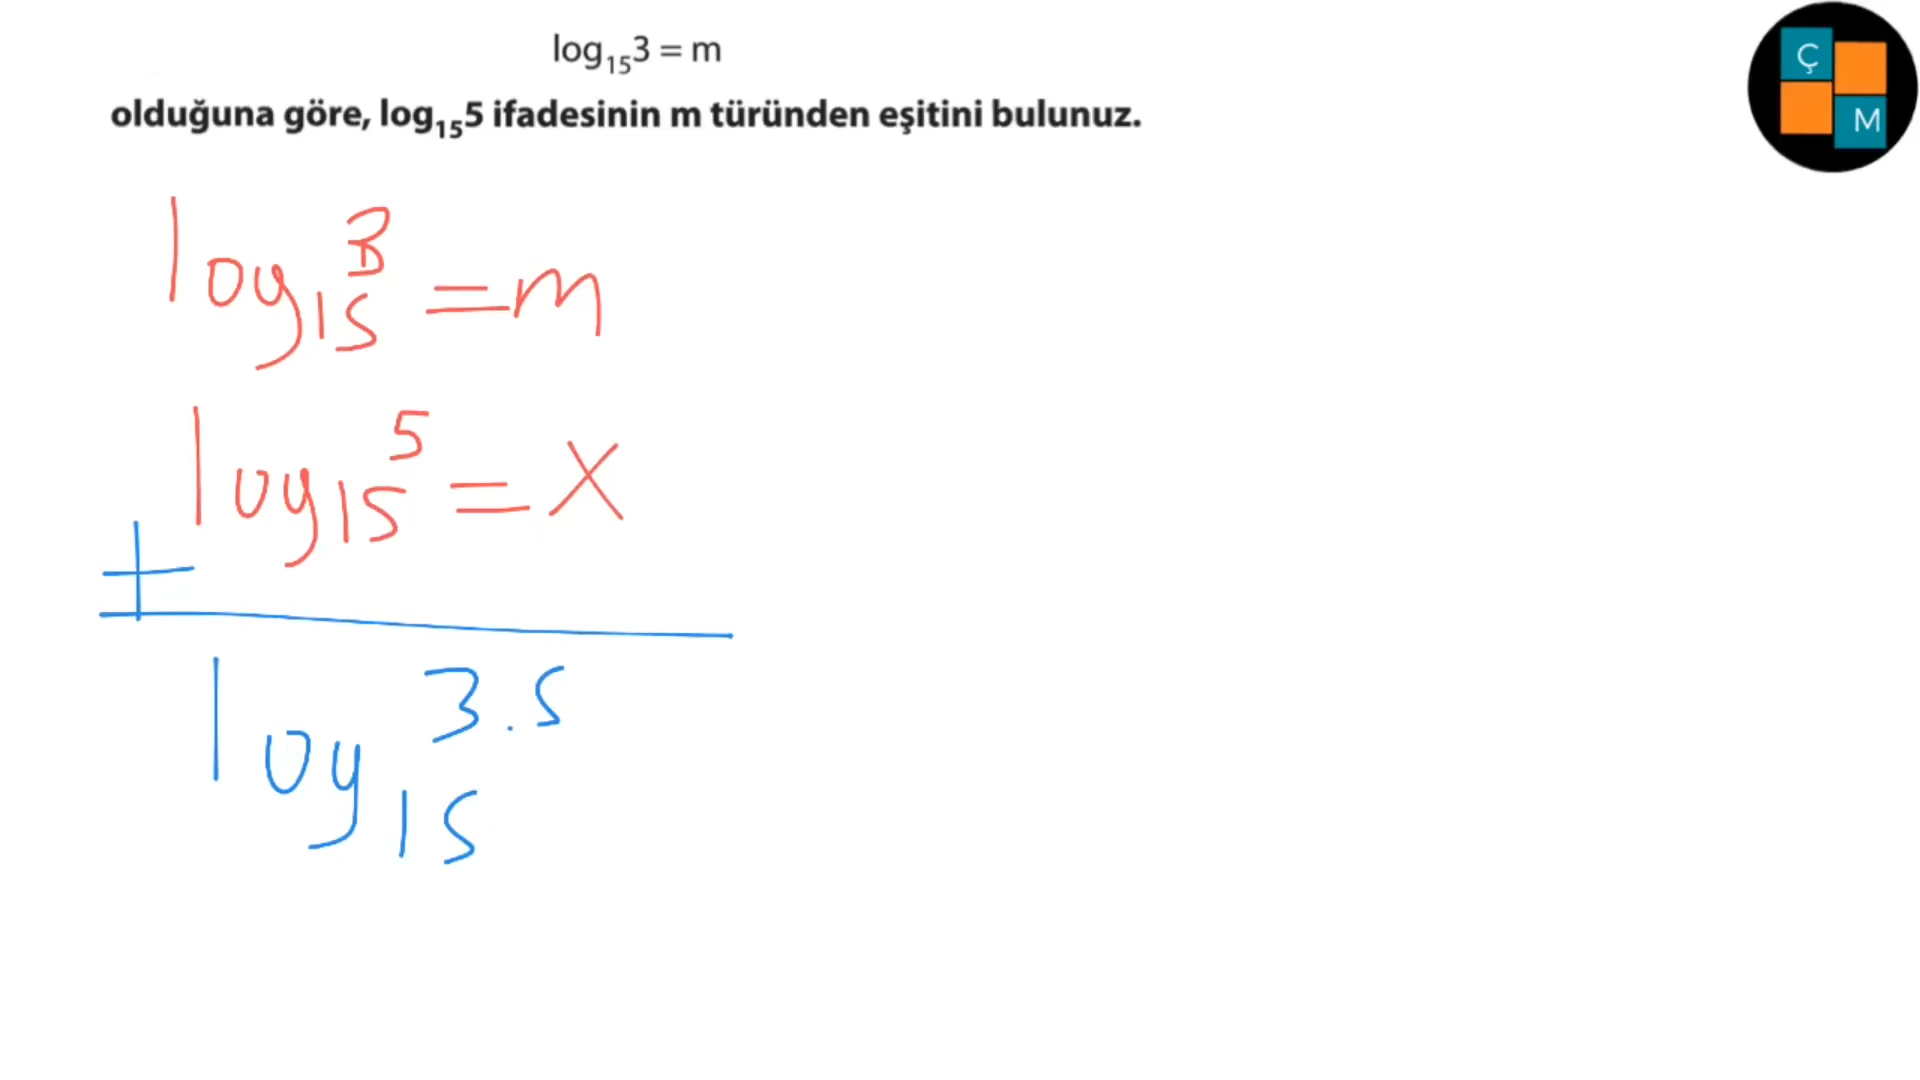 log₁₅3 = m
olduğuna göre, log₁₅5 ifadesinin m türünden eşitini bulunuz.
Ç
M
log₁₅3 = m
log₁₅5 = x
+
log₁₅3.5